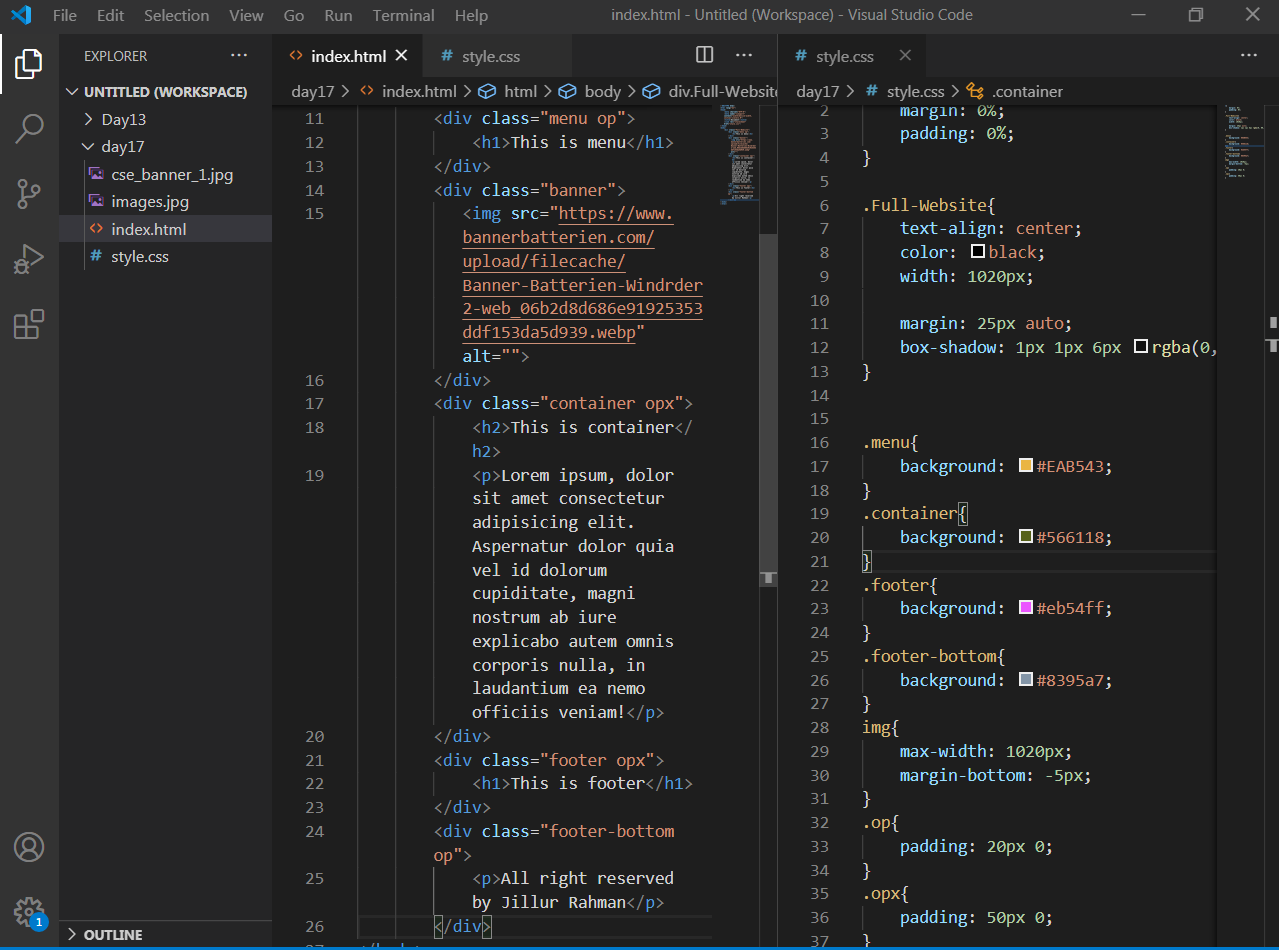 File Edit Selection View Go Run Terminal Help index.html - Untitled (Workspace) - Visual Studio Code
EXPLORER
UNTITLED (WORKSPACE)
Day13
day17
cse_banner_1.jpg
images.jpg
index.html
style.css
OUTLINE
1
index.html style.css
day17 > index.html > html > body > div.Full-Website
11 <div class="menu op">
12 <h1>This is menu</h1>
13 </div>
14 <div class="banner">
15 <img src="https://www.
bannerbatterien.com/
upload/filecache/
Banner-Batterien-Windrder
2-web_06b2d8d686e91925353
ddf153da5d939.webp"
alt="">
16 </div>
17 <div class="container opx">
18 <h2>This is container</
h2>
19 <p>Lorem ipsum, dolor
sit amet consectetur
adipisicing elit.
Aspernatur dolor quia
vel id dolorum
cupiditate, magni
nostrum ab iure
explicabo autem omnis
corporis nulla, in
laudantium ea nemo
officiis veniam!</p>
20 </div>
21 <div class="footer opx">
22 <h1>This is footer</h1>
23 </div>
24 <div class="footer-bottom
op">
25 <p>All right reserved
by Jillur Rahman</p>
26 </div>
style.css
day17 > style.css > .container
2 margin: 0%;
3 padding: 0%;
4 }
5
6 .Full-Website{
7 text-align: center;
8 color: black;
9 width: 1020px;
10
11 margin: 25px auto;
12 box-shadow: 1px 1px 6px rgba(0,
13 }
14
15
16 .menu{
17 background: #EAB543;
18 }
19 .container{
20 background: #566118;
21 }
22 .footer{
23 background: #eb54ff;
24 }
25 .footer-bottom{
26 background: #8395a7;
27 }
28 img{
29 max-width: 1020px;
30 margin-bottom: -5px;
31 }
32 .op{
33 padding: 20px 0;
34 }
35 .opx{
36 padding: 50px 0;
37 }